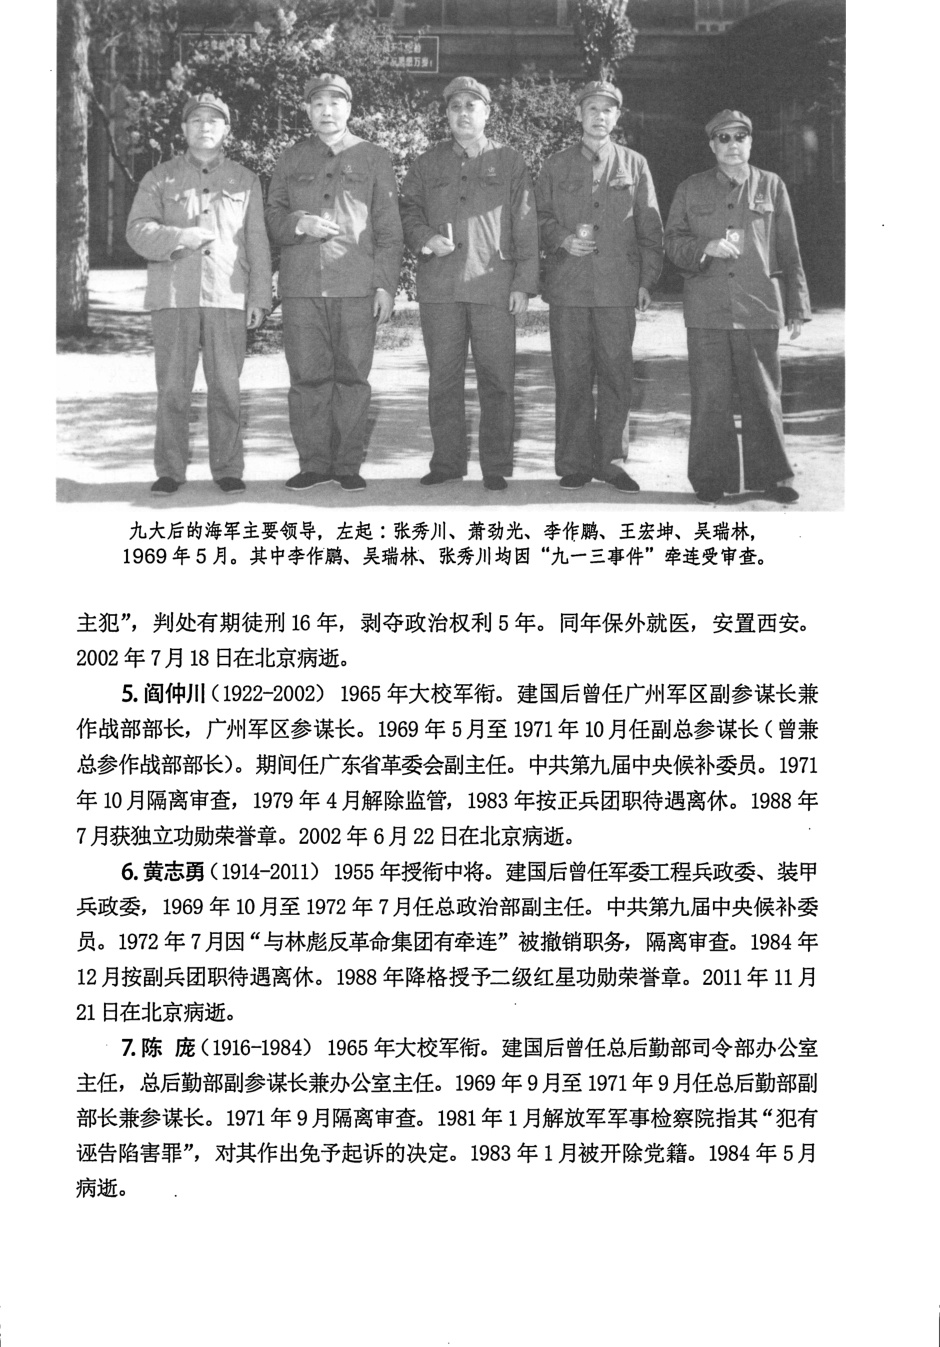 思想万岁！
九大后的海军主要领导，左起：张秀川、萧劲光、李作鹏、王宏坤、吴瑞林，
1969 年 5 月。其中李作鹏、吴瑞林、张秀川均因“九一三事件”牵连受审查。
主犯”，判处有期徒刑 16 年，剥夺政治权利 5 年。同年保外就医，安置西安。
2002 年 7 月 18 日在北京病逝。
5. 阎仲川（1922-2002） 1965 年大校军衔。建国后曾任广州军区副参谋长兼
作战部部长，广州军区参谋长。1969 年 5 月至 1971 年 10 月任副总参谋长（曾兼
总参作战部部长）。期间任广东省革委会副主任。中共第九届中央候补委员。1971
年 10 月隔离审查，1979 年 4 月解除监管，1983 年按正兵团职待遇离休。1988 年
7 月获独立功勋荣誉章。2002 年 6 月 22 日在北京病逝。
6. 黄志勇（1914-2011） 1955 年授衔中将。建国后曾任军委工程兵政委、装甲
兵政委，1969 年 10 月至 1972 年 7 月任总政治部副主任。中共第九届中央候补委
员。1972 年 7 月因“与林彪反革命集团有牵连”被撤销职务，隔离审查。1984 年
12 月按副兵团职待遇离休。1988 年降格授予二级红星功勋荣誉章。2011 年 11 月
21 日在北京病逝。
7. 陈 庞（1916-1984） 1965 年大校军衔。建国后曾任总后勤部司令部办公室
主任，总后勤部副参谋长兼办公室主任。1969 年 9 月至 1971 年 9 月任总后勤部副
部长兼参谋长。1971 年 9 月隔离审查。1981 年 1 月解放军军事检察院指其“犯有
诬告陷害罪”，对其作出免予起诉的决定。1983 年 1 月被开除党籍。1984 年 5 月
病逝。